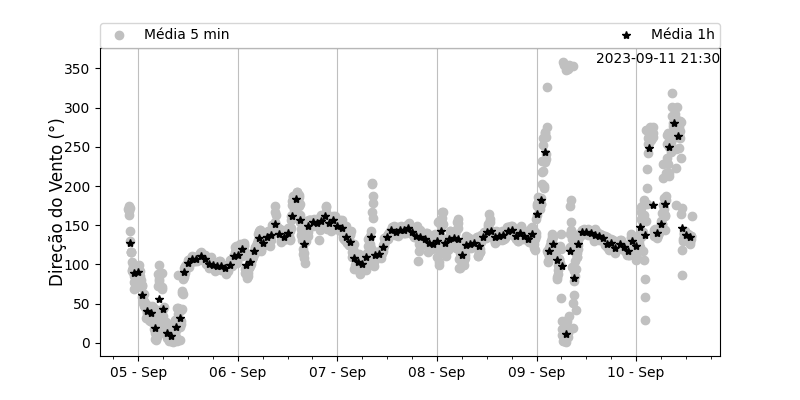 Média 5 min
Média 1h
2023-09-11 21:30
Direção do Vento (°)
350
300
250
200
150
100
50
0
05 - Sep
06 - Sep
07 - Sep
08 - Sep
09 - Sep
10 - Sep